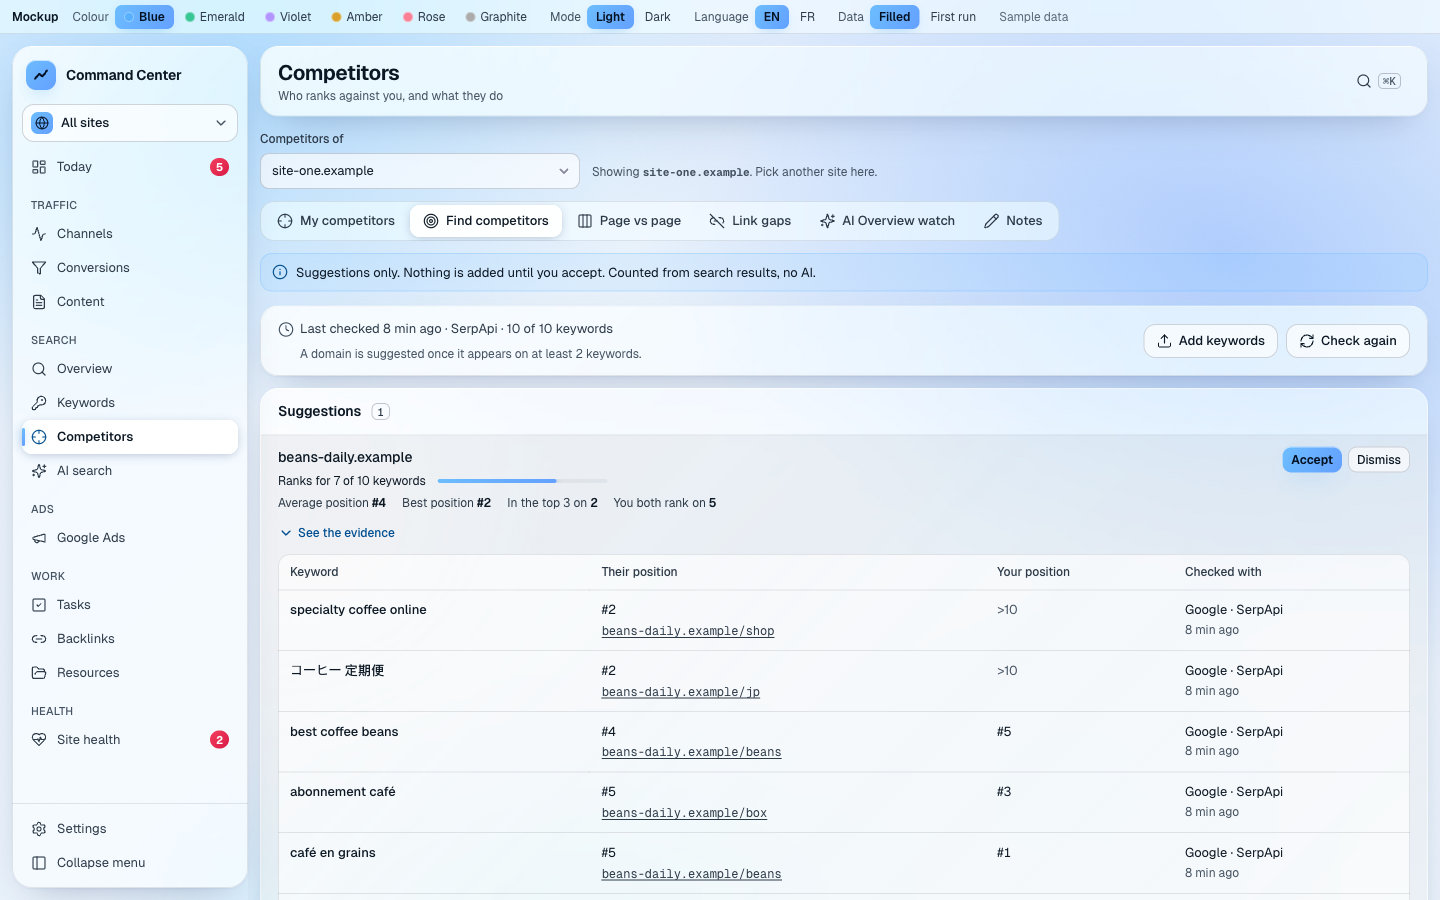 Mockup Colour Blue Emerald Violet Amber Rose Graphite Mode Light Dark Language EN FR Data Filled First run Sample data
Command Center
All sites
Today 5
TRAFFIC
Channels
Conversions
Content
SEARCH
Overview
Keywords
Competitors
AI search
ADS
Google Ads
WORK
Tasks
Backlinks
Resources
HEALTH
Site health 2
Settings
Collapse menu
Competitors
Who ranks against you, and what they do
⌘K
Competitors of
site-one.example
Showing site-one.example. Pick another site here.
My competitors Find competitors Page vs page Link gaps AI Overview watch Notes
Suggestions only. Nothing is added until you accept. Counted from search results, no AI.
Last checked 8 min ago · SerpApi · 10 of 10 keywords
A domain is suggested once it appears on at least 2 keywords.
Add keywords Check again
Suggestions 1
beans-daily.example
Accept Dismiss
Ranks for 7 of 10 keywords
Average position #4 Best position #2 In the top 3 on 2 You both rank on 5
See the evidence
Keyword Their position Your position Checked with
specialty coffee online #2 >10 Google · SerpApi
beans-daily.example/shop 8 min ago
コーヒー 定期便 #2 >10 Google · SerpApi
beans-daily.example/jp 8 min ago
best coffee beans #4 #5 Google · SerpApi
beans-daily.example/beans 8 min ago
abonnement café #5 #3 Google · SerpApi
beans-daily.example/box 8 min ago
café en grains #5 #1 Google · SerpApi
beans-daily.example/beans 8 min ago